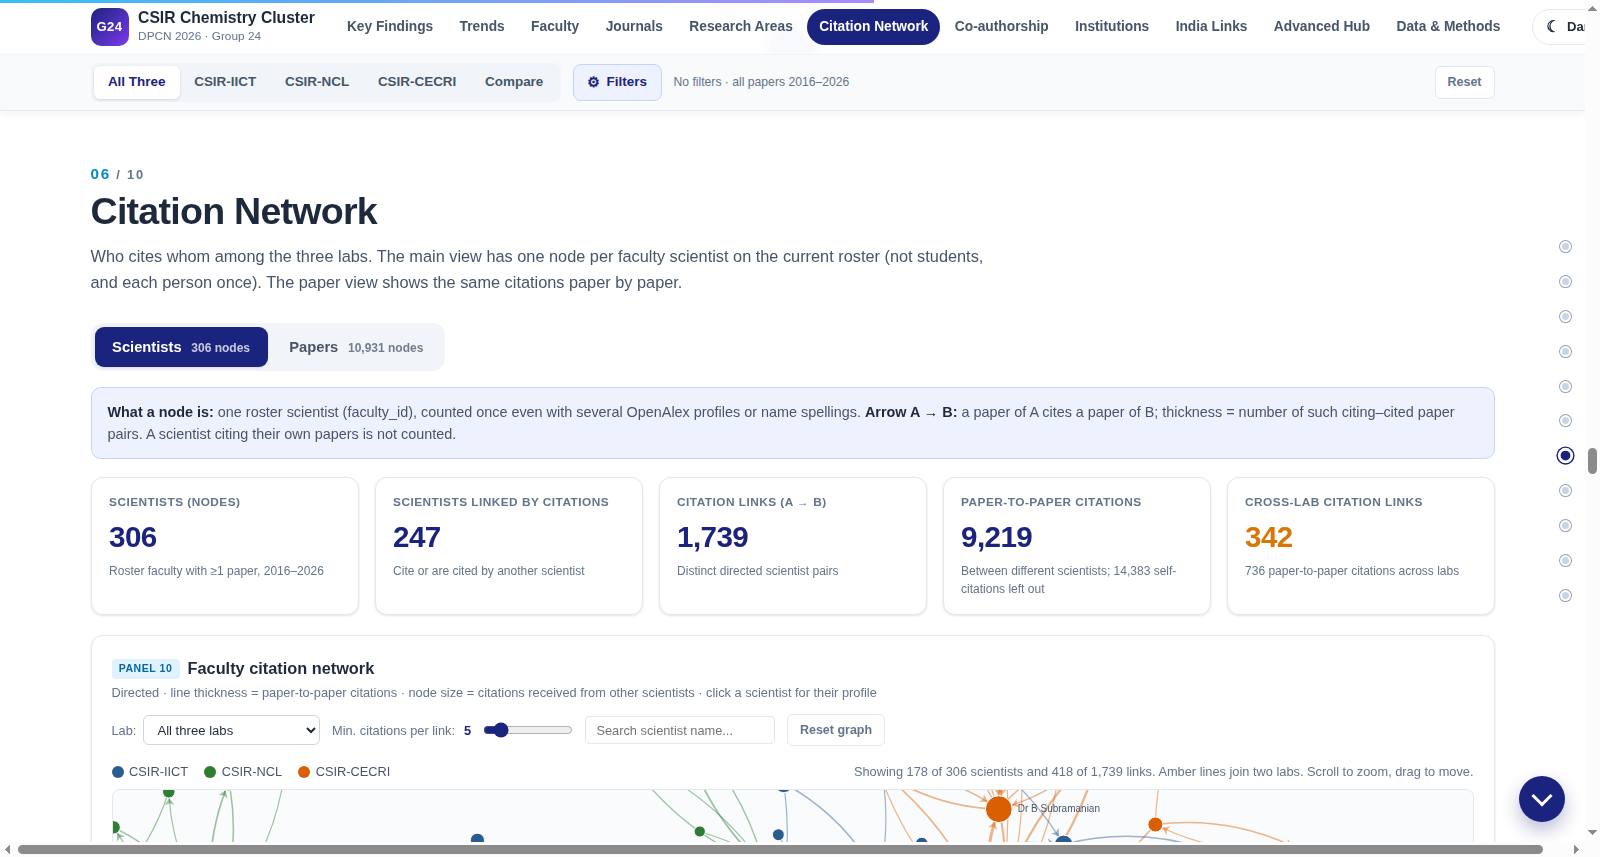 G24
CSIR Chemistry Cluster
DPCN 2026 · Group 24
Key Findings
Trends
Faculty
Journals
Research Areas
Citation Network
Co-authorship
Institutions
India Links
Advanced Hub
Data & Methods
All Three
CSIR-IICT
CSIR-NCL
CSIR-CECRI
Compare
⚙ Filters
No filters · all papers 2016–2026
Reset
06 / 10
Citation Network
Who cites whom among the three labs. The main view has one node per faculty scientist on the current roster (not students,
and each person once). The paper view shows the same citations paper by paper.
Scientists 306 nodes
Papers 10,931 nodes
What a node is: one roster scientist (faculty_id), counted once even with several OpenAlex profiles or name spellings. Arrow A → B: a paper of A cites a paper of B; thickness = number of such citing–cited paper
pairs. A scientist citing their own papers is not counted.
SCIENTISTS (NODES)
306
Roster faculty with ≥1 paper, 2016–2026
SCIENTISTS LINKED BY CITATIONS
247
Cite or are cited by another scientist
CITATION LINKS (A → B)
1,739
Distinct directed scientist pairs
PAPER-TO-PAPER CITATIONS
9,219
Between different scientists; 14,383 self-
citations left out
CROSS-LAB CITATION LINKS
342
736 paper-to-paper citations across labs
PANEL 10 Faculty citation network
Directed · line thickness = paper-to-paper citations · node size = citations received from other scientists · click a scientist for their profile
Lab: All three labs Min. citations per link: 5 Search scientist name... Reset graph
CSIR-IICT CSIR-NCL CSIR-CECRI
Showing 178 of 306 scientists and 418 of 1,739 links. Amber lines join two labs. Scroll to zoom, drag to move.
Dr B Subramanian